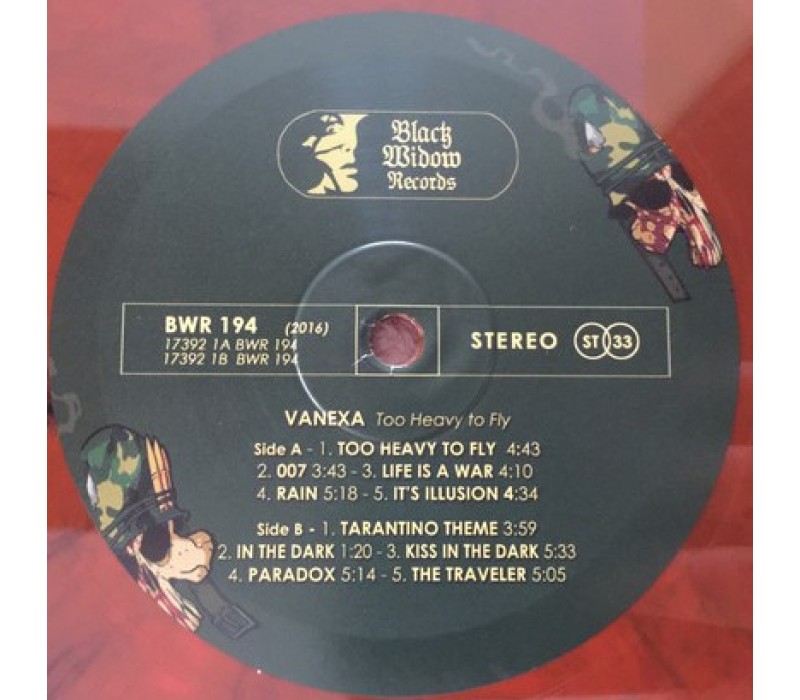 Black
Widow
Records
BWR 194 (2016)
17392 1A BWR 194
17392 1B BWR 194
STEREO ST 33
VANEXA Too Heavy to Fly
Side A - 1. TOO HEAVY TO FLY 4:43
2. 007 3:43 - 3. LIFE IS A WAR 4:10
4. RAIN 5:18 - 5. IT'S ILLUSION 4:34
Side B - 1. TARANTINO THEME 3:59
2. IN THE DARK 1:20 - 3. KISS IN THE DARK 5:33
4. PARADOX 5:14 - 5. THE TRAVELER 5:05